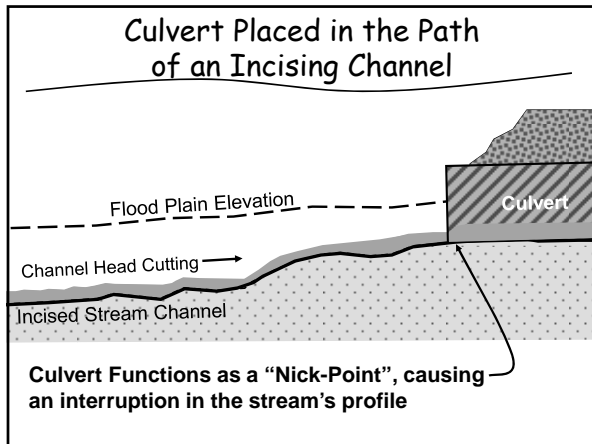 Culvert Placed in the Path
of an Incising Channel
Flood Plain Elevation
Culvert
Channel Head Cutting
Incised Stream Channel
Culvert Functions as a “Nick-Point”, causing
an interruption in the stream’s profile